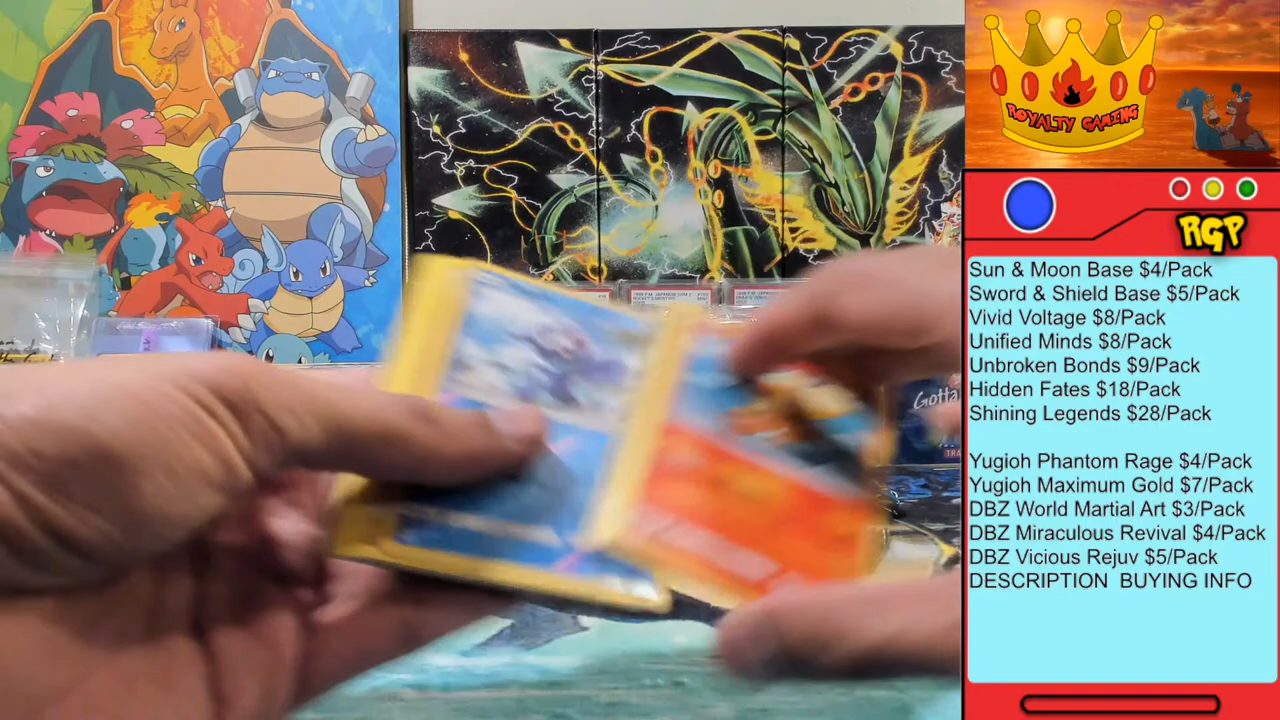 ROYALTY GAMING
RGP
Sun & Moon Base $4/Pack
Sword & Shield Base $5/Pack
Vivid Voltage $8/Pack
Unified Minds $8/Pack
Unbroken Bonds $9/Pack
Hidden Fates $18/Pack
Shining Legends $28/Pack
Yugioh Phantom Rage $4/Pack
Yugioh Maximum Gold $7/Pack
DBZ World Martial Art $3/Pack
DBZ Miraculous Revival $4/Pack
DBZ Vicious Rejuv $5/Pack
DESCRIPTION BUYING INFO
Gotta